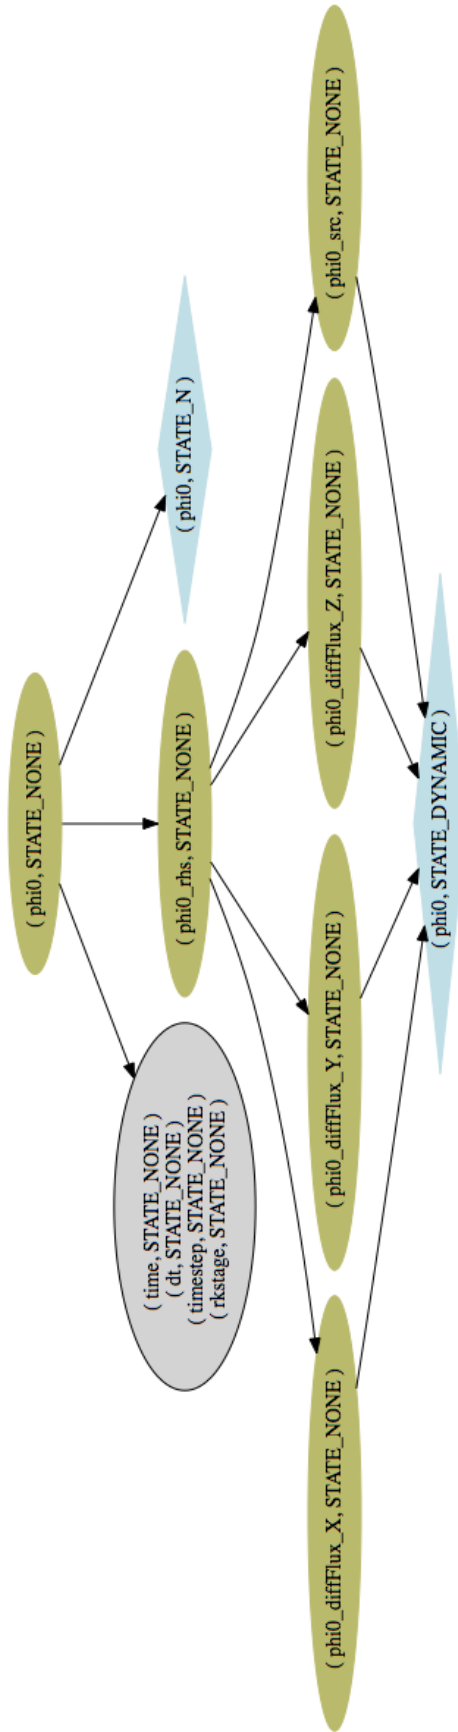 ( phi0, STATE_NONE )
( time, STATE_NONE )
( dt, STATE_NONE )
( timestep, STATE_NONE )
( rkstage, STATE_NONE )
( phi0_rhs, STATE_NONE )
( phi0, STATE_N )
( phi0_diffFlux_X, STATE_NONE )
( phi0_diffFlux_Y, STATE_NONE )
( phi0_diffFlux_Z, STATE_NONE )
( phi0_src, STATE_NONE )
( phi0, STATE_DYNAMIC )